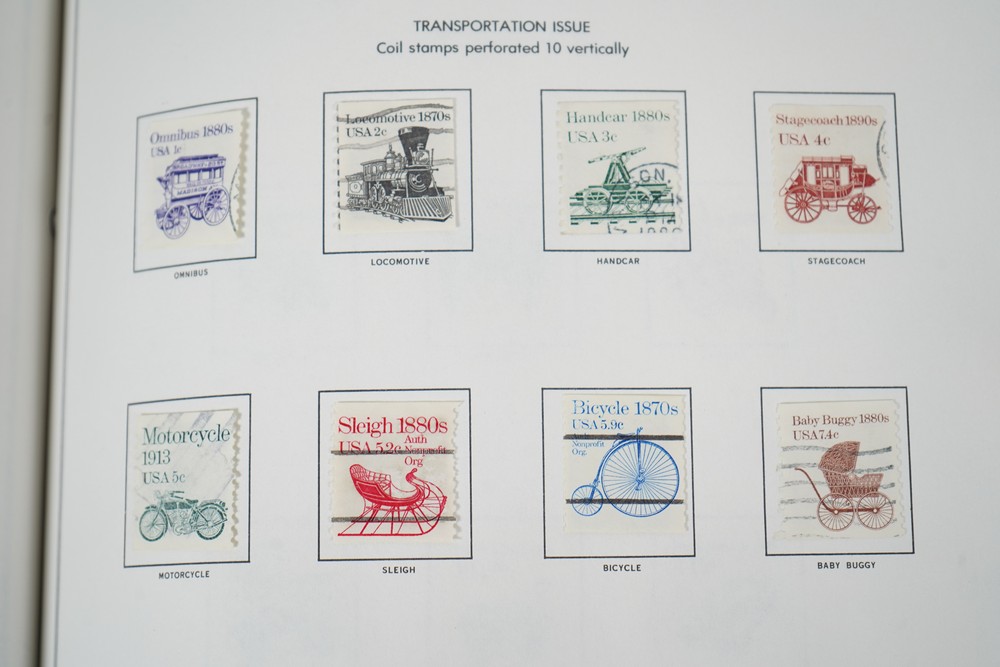 TRANSPORTATION ISSUE
Coil stamps perforated 10 vertically
Omnibus 1880s
USA 1c
MADISON
OMNIBUS
Locomotive 1870s
USA 2c
LOCOMOTIVE
Handcar 1880s
USA 3c
GN.
HANDCAR
Stagecoach 1890s
USA 4c
STAGECOACH
Motorcycle
1913
USA 5c
MOTORCYCLE
Sleigh 1880s
USA 5.2c Auth
Nonprofit
Org
SLEIGH
Bicycle 1870s
USA 5.9c
Auth
Nonprofit
Org.
BICYCLE
Baby Buggy 1880s
USA 7.4c
BABY BUGGY